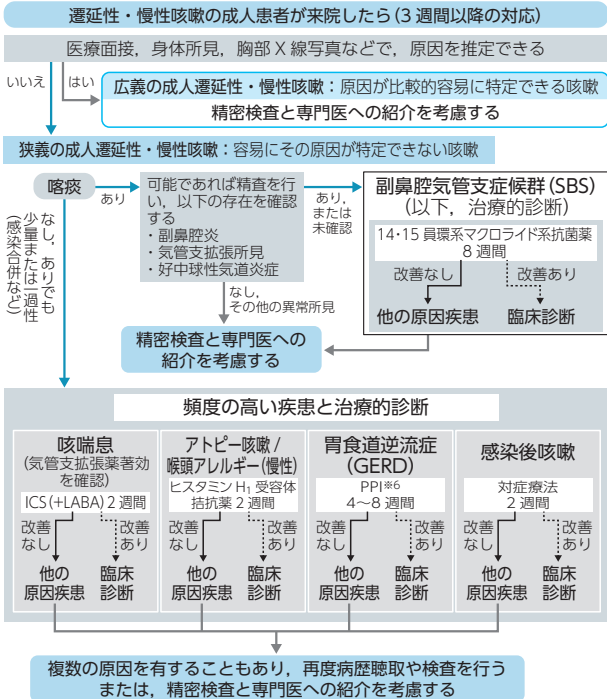 遷延性・慢性咳嗽の成人患者が来院したら(3週間以降の対応)
医療面接,身体所見,胸部X線写真などで,原因を推定できる
いいえ
はい
広義の成人遷延性・慢性咳嗽：原因が比較的容易に特定できる咳嗽
精密検査と専門医への紹介を考慮する
狭義の成人遷延性・慢性咳嗽：容易にその原因が特定できない咳嗽
喀痰
あり
可能であれば精査を行
い,以下の存在を確認
する
・副鼻腔炎
・気管支拡張所見
・好中球性気道炎症
あり,
または
未確認
副鼻腔気管支症候群(SBS)
(以下,治療的診断)
14・15員環系マクロライド系抗菌薬
8週間
改善なし
改善あり
他の原因疾患
臨床診断
なし,ありでも
少量または一過性
(感染合併など)
なし,
その他の異常所見
精密検査と専門医への
紹介を考慮する
頻度の高い疾患と治療的診断
咳喘息
(気管支拡張薬著効
を確認)
ICS(+LABA)2週間
改善
なし
改善
あり
他の
原因疾患
臨床
診断
アトピー咳嗽/
喉頭アレルギー(慢性)
ヒスタミンH₁受容体
拮抗薬2週間
改善
なし
改善
あり
他の
原因疾患
臨床
診断
胃食道逆流症
(GERD)
PPI※6
4〜8週間
改善
なし
改善
あり
他の
原因疾患
臨床
診断
感染後咳嗽
対症療法
2週間
改善
なし
改善
あり
他の
原因疾患
臨床
診断
複数の原因を有することもあり,再度病歴聴取や検査を行う
または,精密検査と専門医への紹介を考慮する